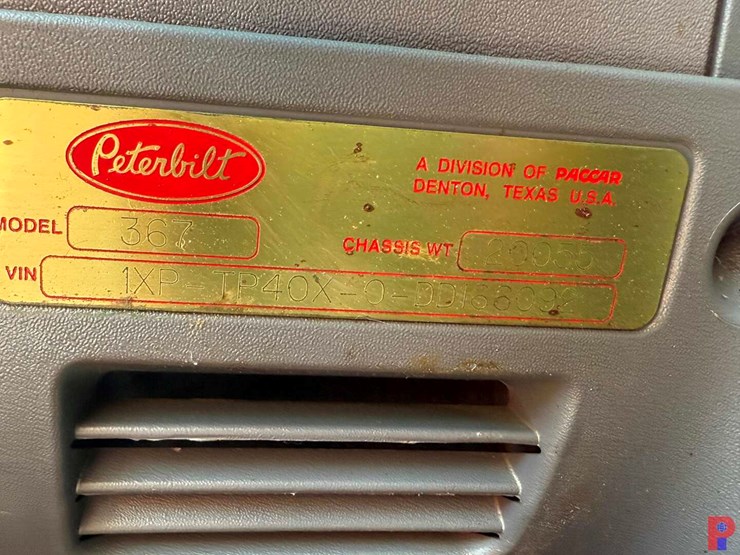 Peterbilt
A DIVISION OF PACCAR
DENTON, TEXAS U.S.A.
MODEL 367
CHASSIS WT
VIN